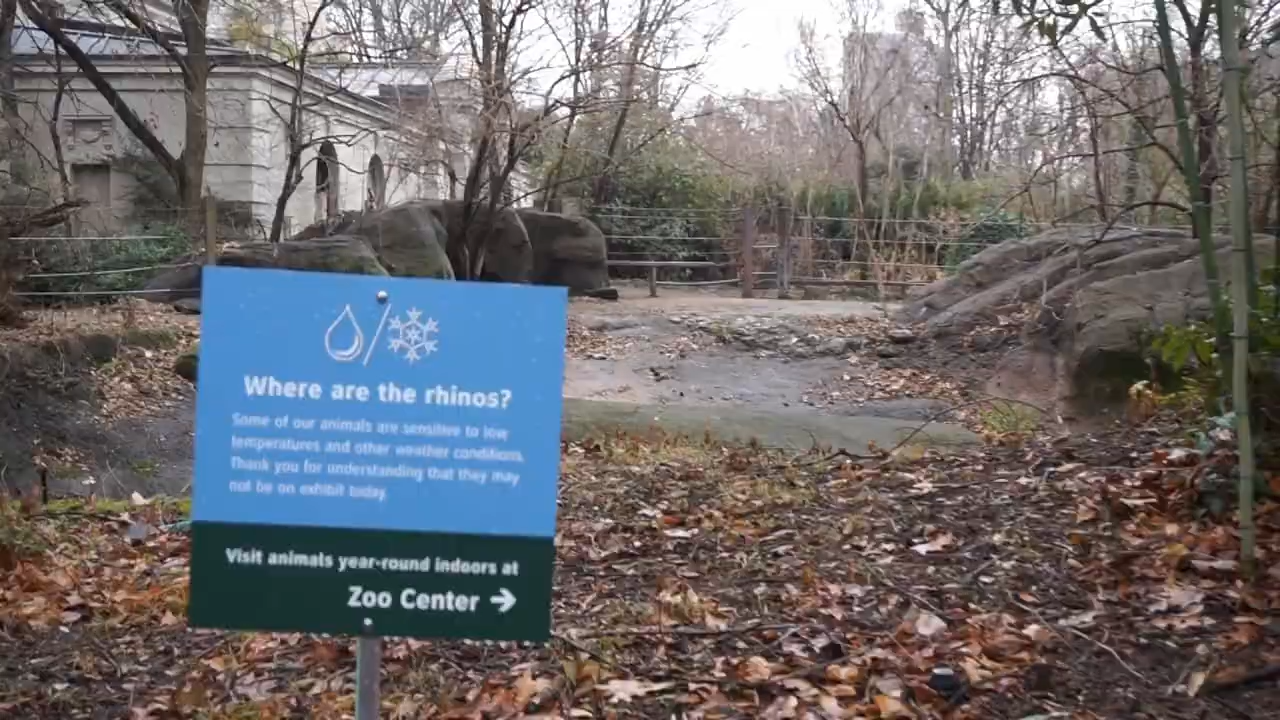 Where are the rhinos?
Some of our animals are sensitive to low
temperatures and other weather conditions.
Thank you for understanding that they may
not be on exhibit today.
Visit animals year-round indoors at
Zoo Center →